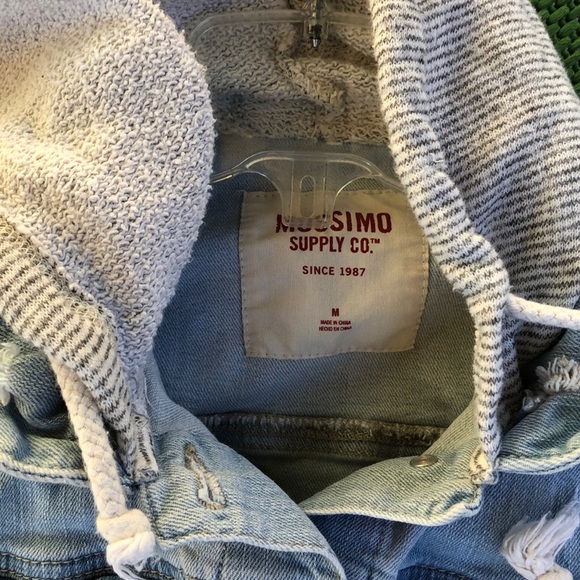 MOSSIMO
SUPPLY CO.™
SINCE 1987
M
MADE IN CHINA
HECHO EN CHINA